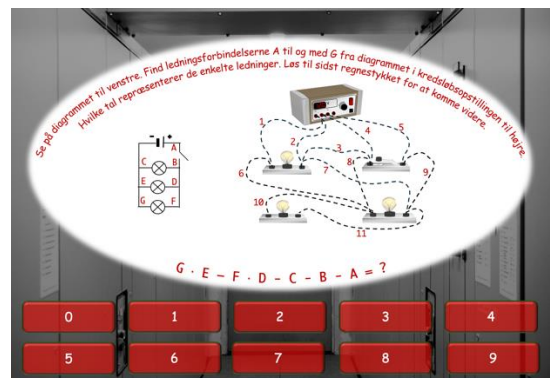 Se på diagrammet til venstre. Find ledningsforbindelserne A til og med G fra diagrammet i kredsløbsopstillingen til højre.
Hvilke tal repræsenterer de enkelte ledninger. Løs til sidst regnestykket for at komme videre.
- +
A
C B
E D
G F
1 2 4 5
3
6 7 8 9
10
11
G · E - F · D - C - B - A = ?
0 1 2 3 4
5 6 7 8 9